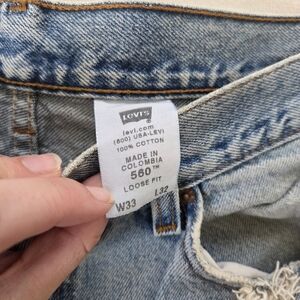 LEVI'S
levi.com
(800) USA-LEVI
100% COTTON
MADE IN
COLOMBIA
560™
LOOSE FIT
W33 L32